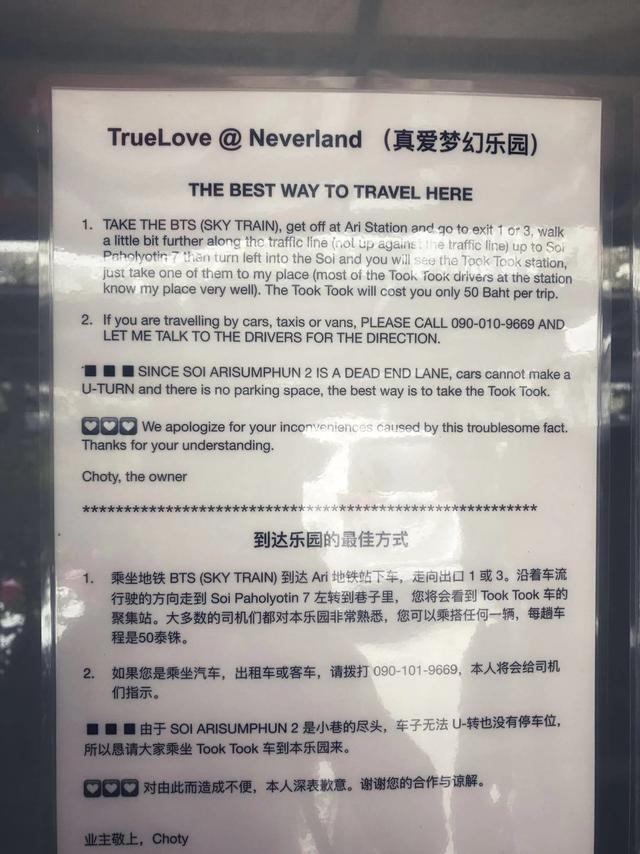 TrueLove @ Neverland （真爱梦幻乐园）
THE BEST WAY TO TRAVEL HERE
1. TAKE THE BTS (SKY TRAIN), get off at Ari Station and go to exit 1 or 3, walk
a little bit further along the traffic line (not up against the traffic line) up to Soi
Paholyotin 7 than turn left into the Soi and you will see the Took Took station,
just take one of them to my place (most of the Took Took drivers at the station
know my place very well). The Took Took will cost you only 50 Baht per trip.
2. If you are travelling by cars, taxis or vans, PLEASE CALL 090-010-9669 AND
LET ME TALK TO THE DRIVERS FOR THE DIRECTION.
■ ■ ■ SINCE SOI ARISUMPHUN 2 IS A DEAD END LANE, cars cannot make a
U-TURN and there is no parking space, the best way is to take the Took Took.
💟💟💟 We apologize for your inconveniences caused by this troublesome fact.
Thanks for your understanding.
Choty, the owner
*******************************************************
到达乐园的最佳方式
1. 乘坐地铁 BTS (SKY TRAIN) 到达 Ari 地铁站下车，走向出口 1 或 3。沿着车流
行驶的方向走到 Soi Paholyotin 7 左转到巷子里， 您将会看到 Took Took 车的
聚集站。大多数的司机们都对本乐园非常熟悉，您可以乘搭任何一辆，每趟车
程是50泰铢。
2. 如果您是乘坐汽车，出租车或客车，请拨打 090-101-9669，本人将会给司机
们指示。
■ ■ ■ 由于 SOI ARISUMPHUN 2 是小巷的尽头，车子无法 U-转也没有停车位，
所以恳请大家乘坐 Took Took 车到本乐园来。
💟💟💟 对由此而造成不便，本人深表歉意。谢谢您的合作与谅解。
业主敬上，Choty